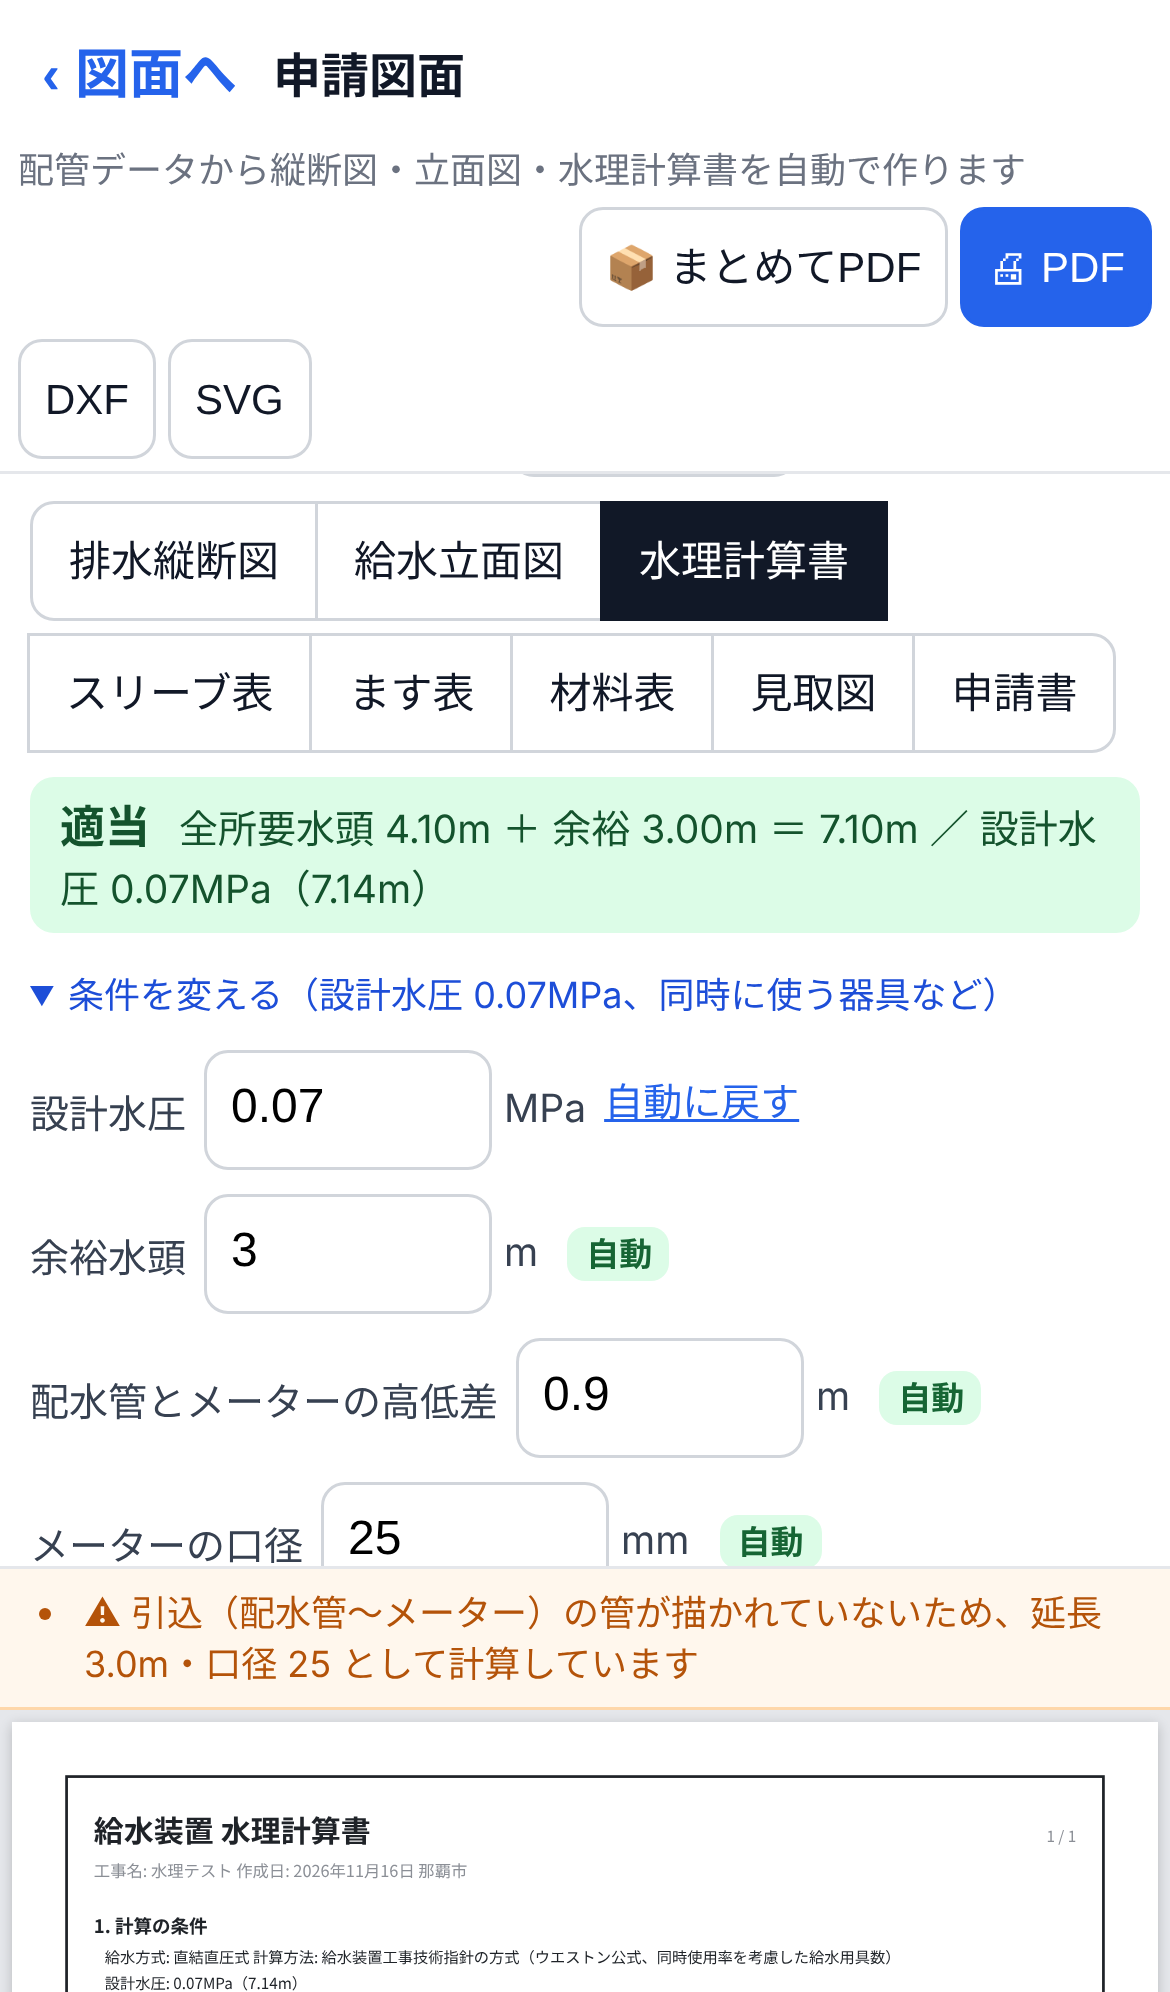 ‹ 図面へ 申請図面
配管データから縦断図・立面図・水理計算書を自動で作ります
📦 まとめてPDF 🖨 PDF
DXF SVG
排水縦断図 給水立面図 水理計算書
スリーブ表 ます表 材料表 見取図 申請書
適当 全所要水頭 4.10m ＋ 余裕 3.00m ＝ 7.10m ／ 設計水
圧 0.07MPa（7.14m）
▼ 条件を変える（設計水圧 0.07MPa、同時に使う器具など）
設計水圧 0.07 MPa 自動に戻す
余裕水頭 3 m 自動
配水管とメーターの高低差 0.9 m 自動
メーターの口径 25 mm 自動
• ⚠ 引込（配水管〜メーター）の管が描かれていないため、延長
3.0m・口径 25 として計算しています
給水装置 水理計算書
1 / 1
工事名: 水理テスト 作成日: 2026年11月16日 那覇市
1. 計算の条件
給水方式: 直結直圧式 計算方法: 給水装置工事技術指針の方式（ウエストン公式、同時使用率を考慮した給水用具数）
設計水圧: 0.07MPa（7.14m）